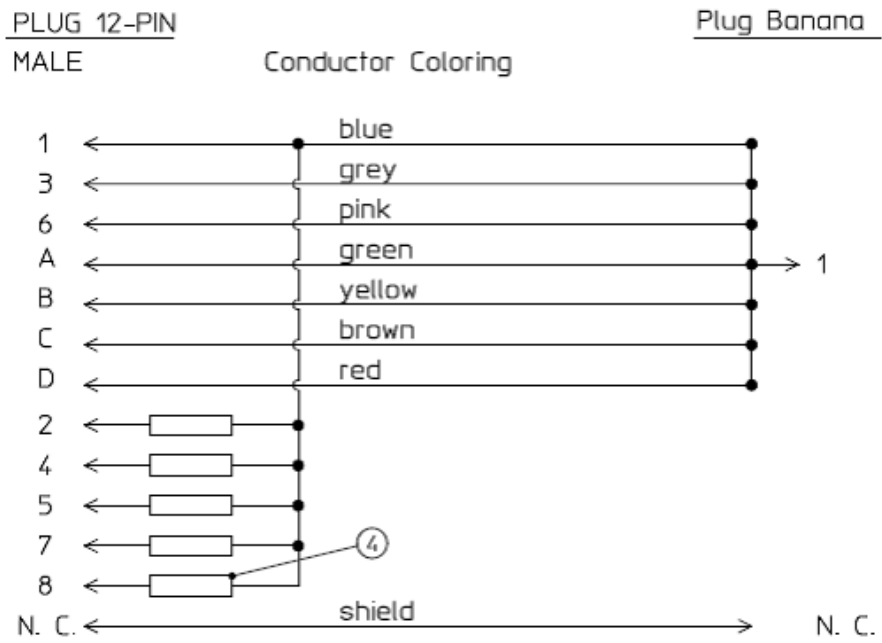 PLUG 12-PIN Plug Banana
MALE Conductor Coloring
1 blue
3 grey
6 pink
A green 1
B yellow
C brown
D red
2
4
5
7 4
8
N. C. shield N. C.